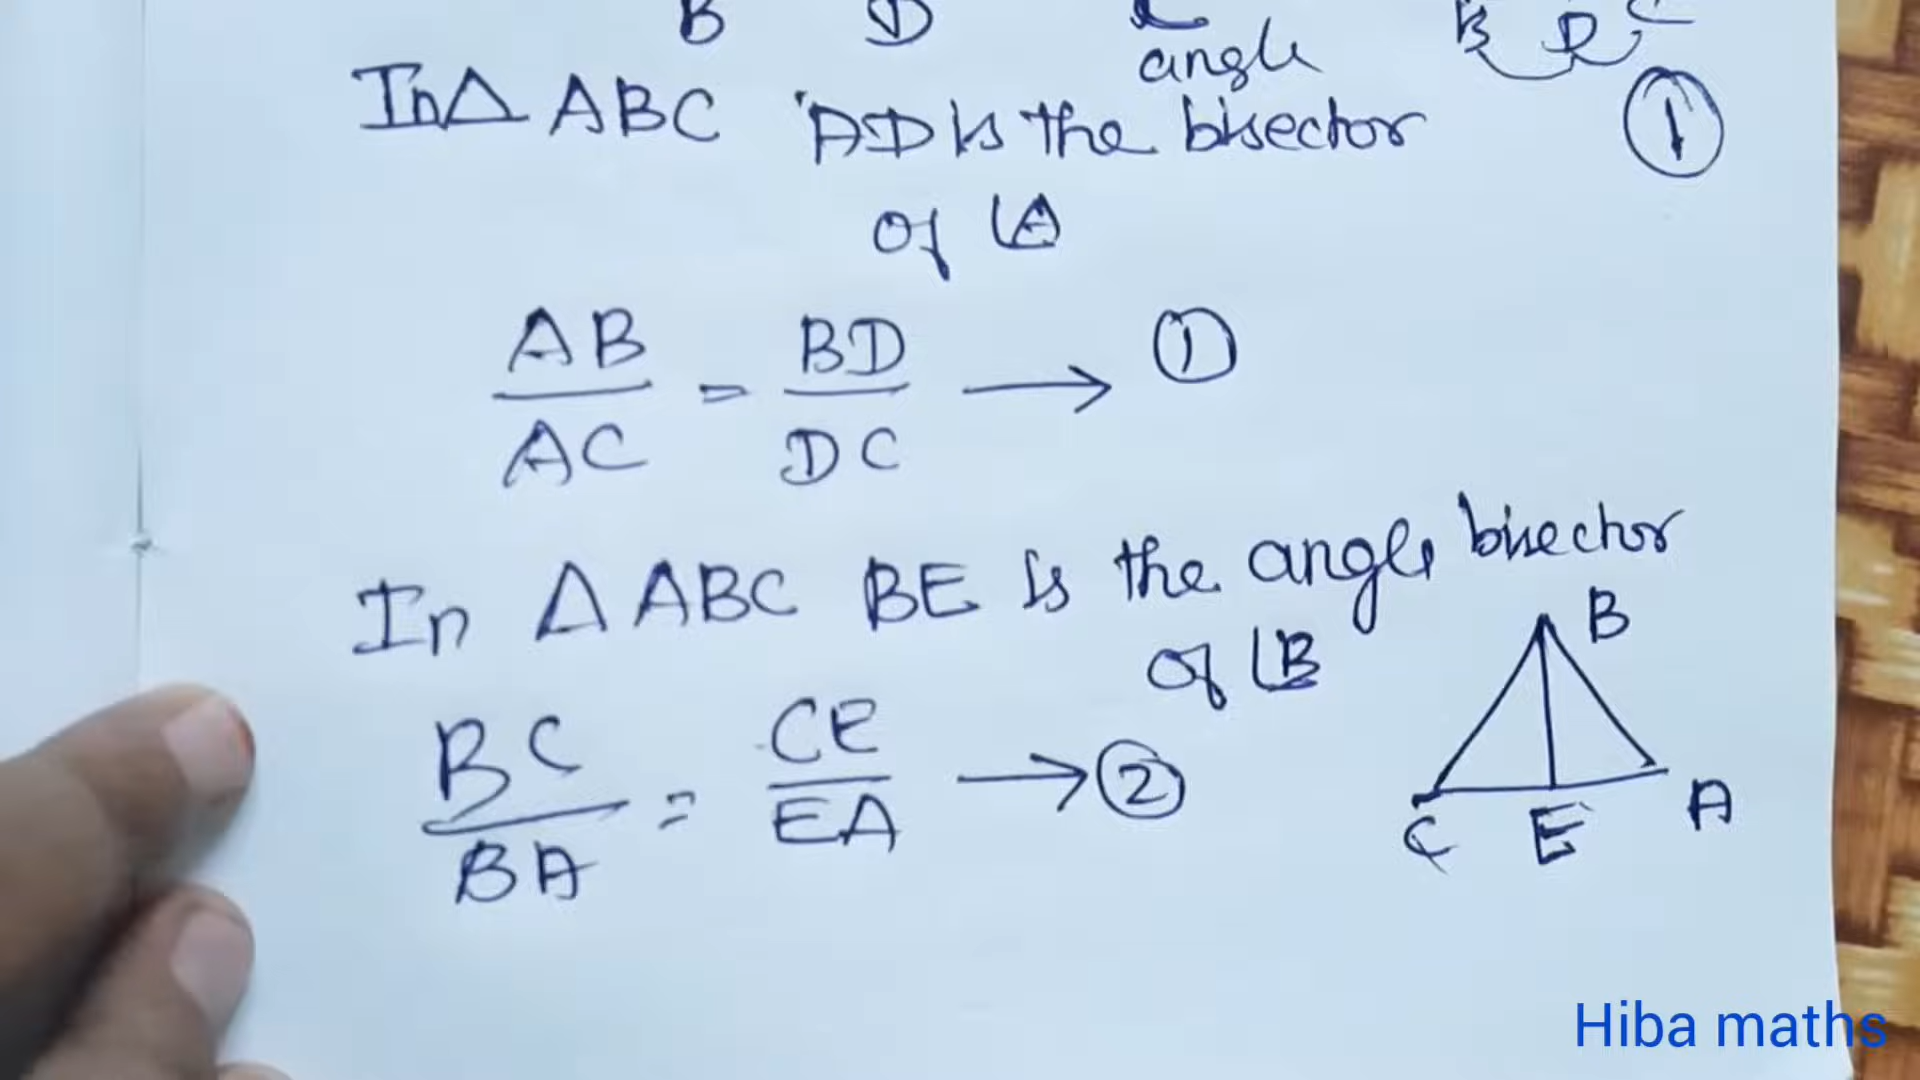 B D C B D C
angle
In △ ABC AD is the bisector ①
of ∠A
AB/AC = BD/DC → ①
In △ ABC BE is the angle bisector
of ∠B
B
BC/BA = CE/EA → ②
C E A
Hiba maths